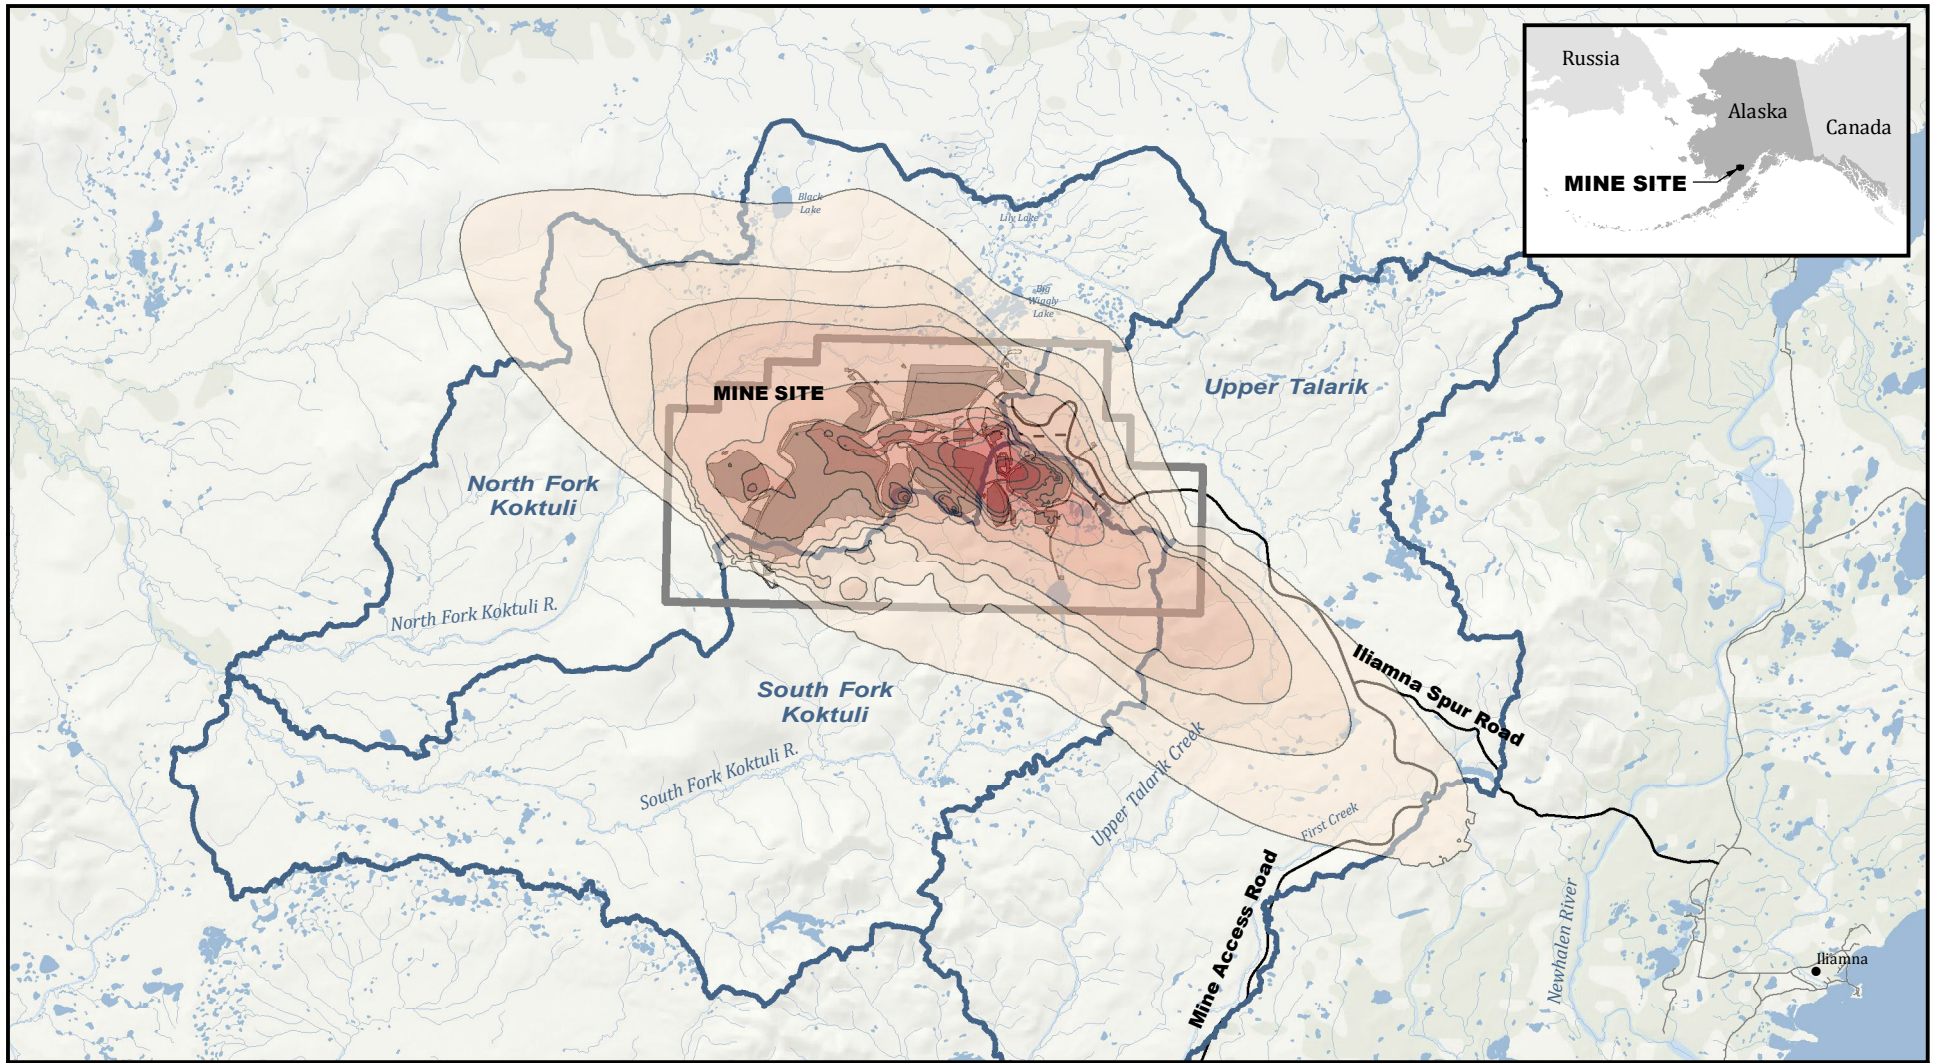 Russia
Alaska
Canada
MINE SITE
Black
Lake
Lily Lake
Big
Wiggly
Lake
Upper Talarik
MINE SITE
North Fork
Koktuli
North Fork Koktuli R.
South Fork
Koktuli
South Fork Koktuli R.
Iliamna Spur Road
Upper Talarik Creek
First Creek
Mine Access Road
Newhalen River
Iliamna